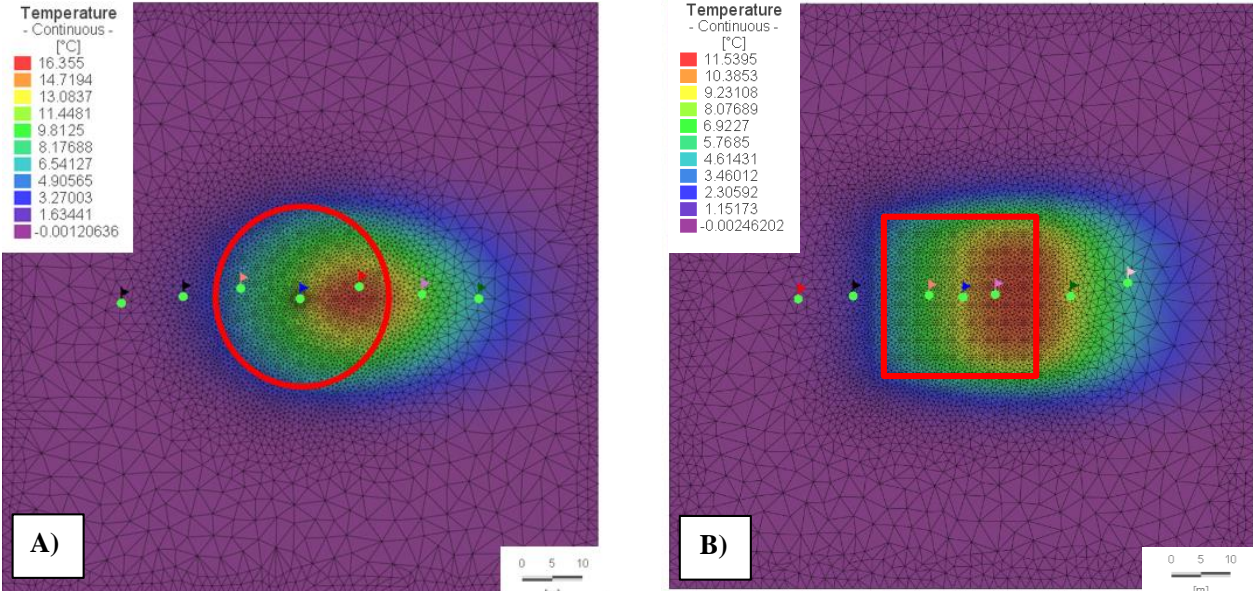 Temperature
- Continuous -
[°C]
16.355
14.7194
13.0837
11.4481
9.8125
8.17688
6.54127
4.90565
3.27003
1.63441
-0.00120636
A)
0 5 10
Temperature
- Continuous -
[°C]
11.5395
10.3853
9.23108
8.07689
6.9227
5.7685
4.61431
3.46012
2.30592
1.15173
-0.00246202
B)
0 5 10
[m]